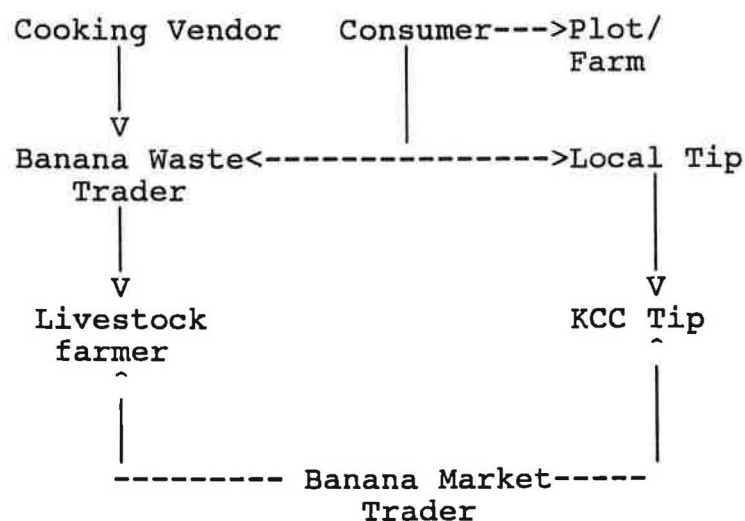 Cooking Vendor Consumer--->Plot/
Farm
V
Banana Waste<---------------->Local Tip
Trader
V V
Livestock KCC Tip
farmer ^
^
--------- Banana Market-----
Trader